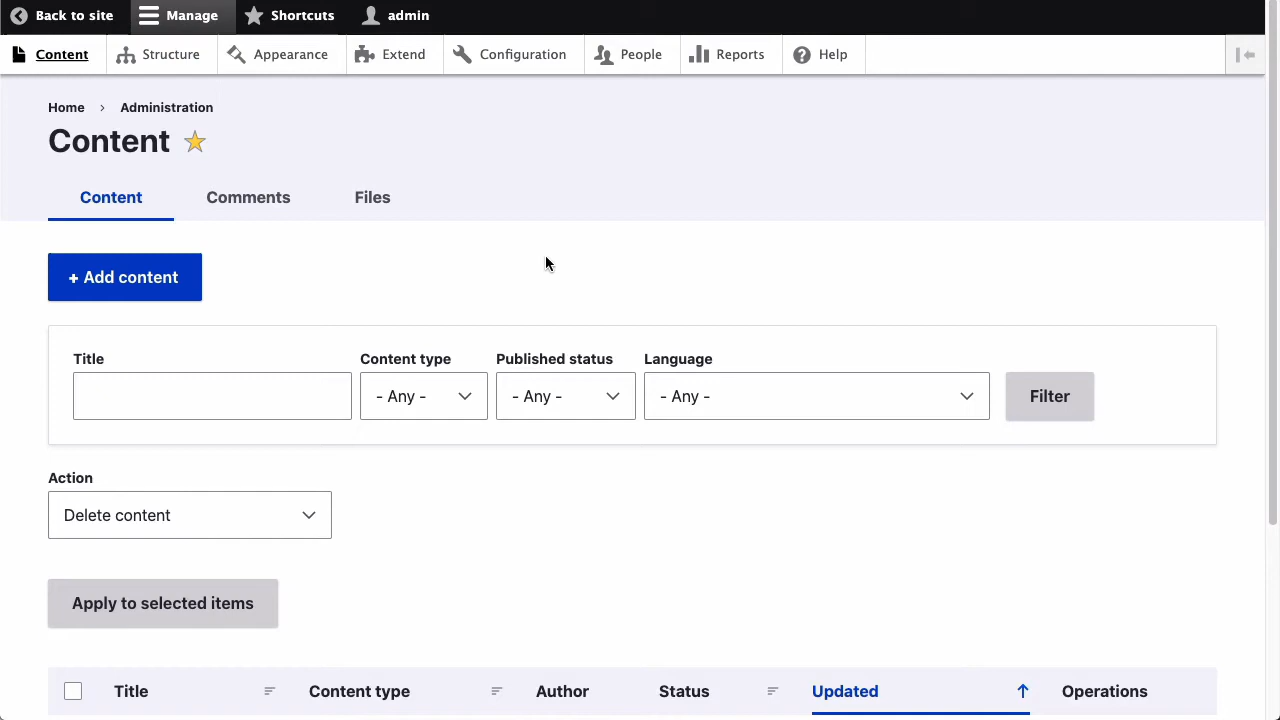 Back to site Manage Shortcuts admin
Content Structure Appearance Extend Configuration People Reports Help
Home › Administration
Content
Content Comments Files
+ Add content
Title Content type Published status Language
- Any - - Any - - Any - Filter
Action
Delete content
Apply to selected items
Title Content type Author Status Updated Operations